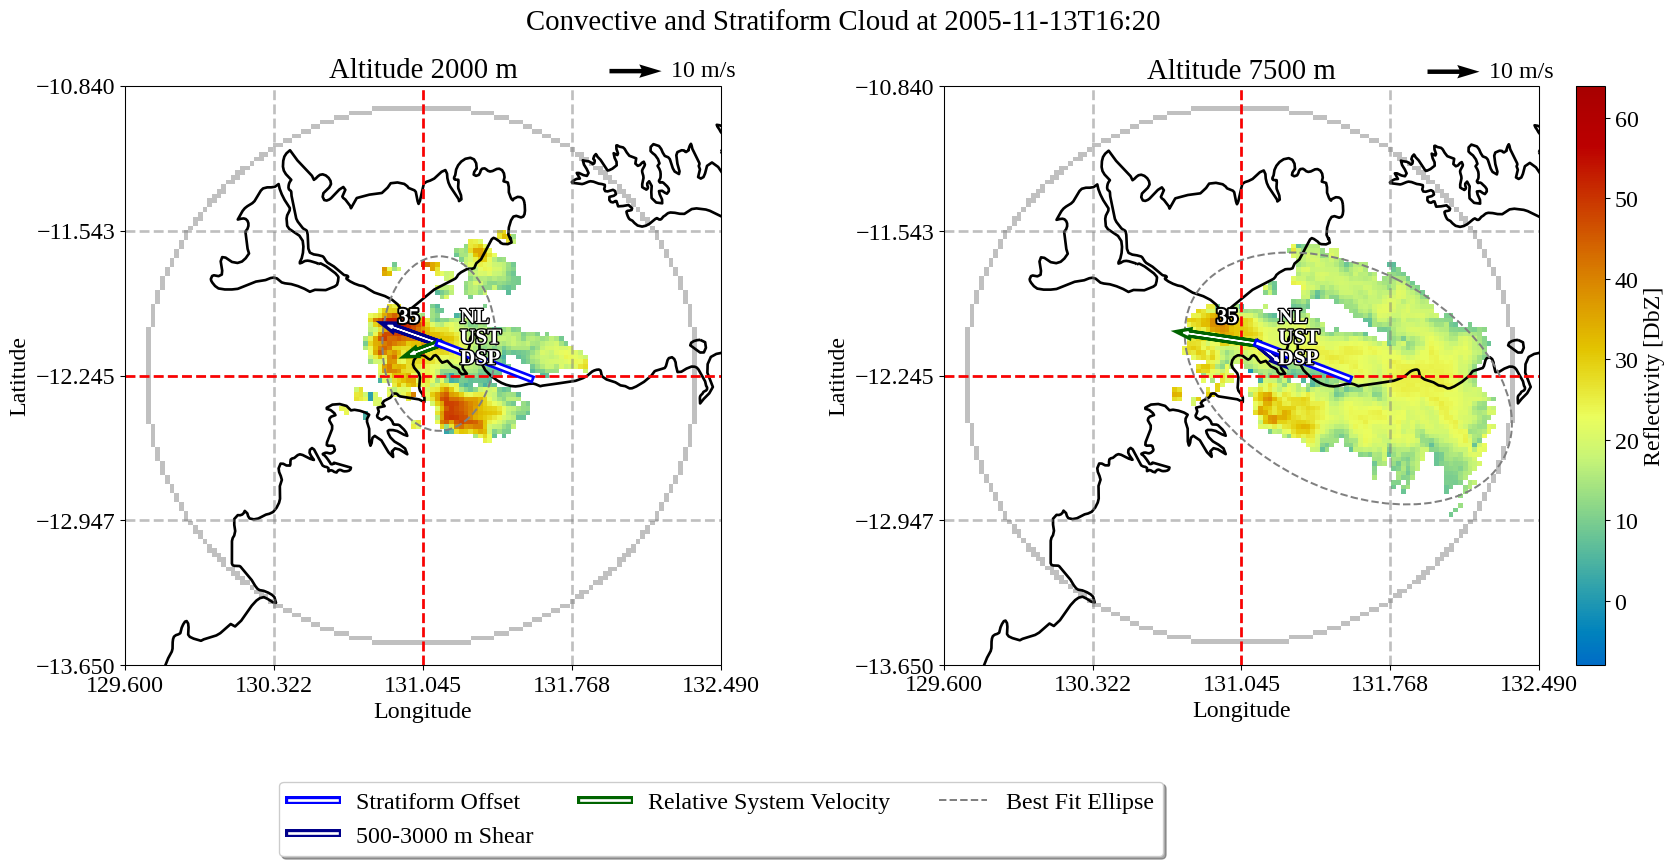 Convective and Stratiform Cloud at 2005-11-13T16:20
Altitude 2000 m
10 m/s
Altitude 7500 m
10 m/s
−10.840
−11.543
−12.245
−12.947
−13.650
Latitude
129.600
130.322
131.045
131.768
132.490
Longitude
35
NL
UST
DSP
−10.840
−11.543
−12.245
−12.947
−13.650
Latitude
129.600
130.322
131.045
131.768
132.490
Longitude
35
NL
UST
DSP
60
50
40
30
20
10
0
Reflectivity [DbZ]
Stratiform Offset
500-3000 m Shear
Relative System Velocity
Best Fit Ellipse